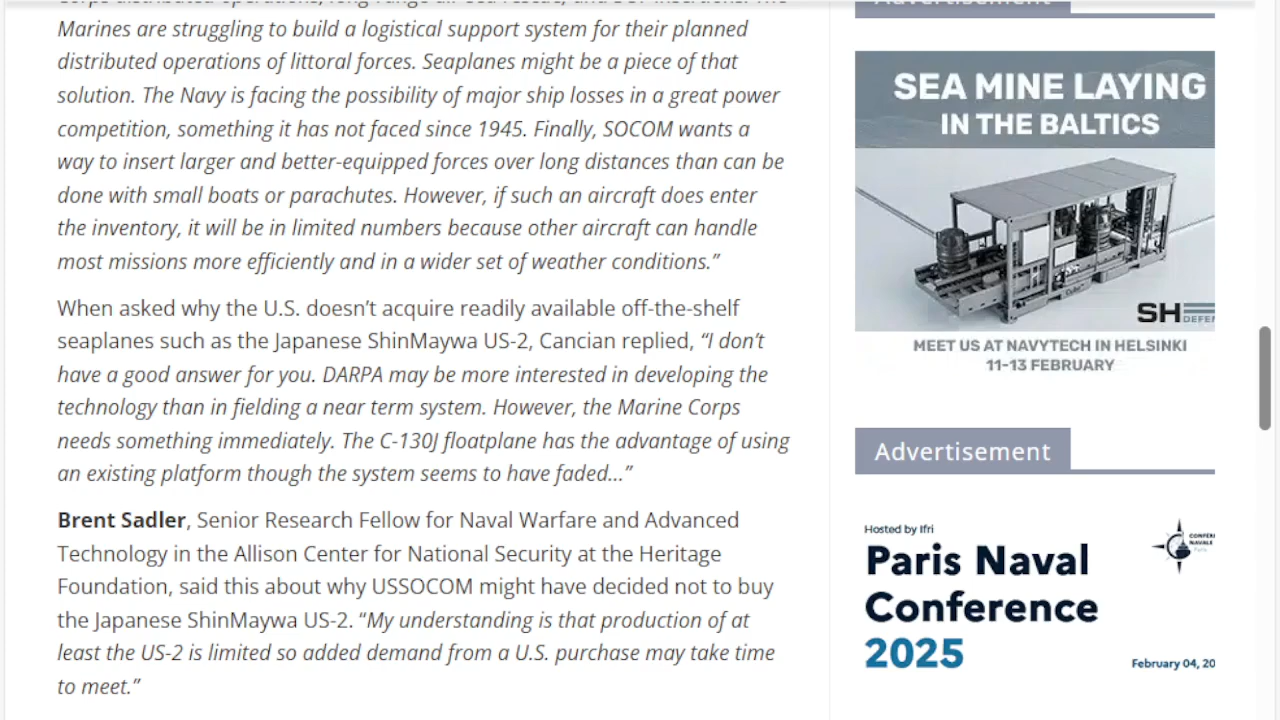 Marines are struggling to build a logistical support system for their planned
distributed operations of littoral forces. Seaplanes might be a piece of that
solution. The Navy is facing the possibility of major ship losses in a great power
competition, something it has not faced since 1945. Finally, SOCOM wants a
way to insert larger and better-equipped forces over long distances than can be
done with small boats or parachutes. However, if such an aircraft does enter
the inventory, it will be in limited numbers because other aircraft can handle
most missions more efficiently and in a wider set of weather conditions.”
When asked why the U.S. doesn’t acquire readily available off-the-shelf
seaplanes such as the Japanese ShinMaywa US-2, Cancian replied, “I don’t
have a good answer for you. DARPA may be more interested in developing the
technology than in fielding a near term system. However, the Marine Corps
needs something immediately. The C-130J floatplane has the advantage of using
an existing platform though the system seems to have faded…”
Brent Sadler, Senior Research Fellow for Naval Warfare and Advanced
Technology in the Allison Center for National Security at the Heritage
Foundation, said this about why USSOCOM might have decided not to buy
the Japanese ShinMaywa US-2. “My understanding is that production of at
least the US-2 is limited so added demand from a U.S. purchase may take time
to meet.”
Advertisement
SEA MINE LAYING
IN THE BALTICS
SH
DEFEN
MEET US AT NAVYTECH IN HELSINKI
11-13 FEBRUARY
Advertisement
Hosted by Ifri
Paris Naval
Conference
2025
February 04, 20